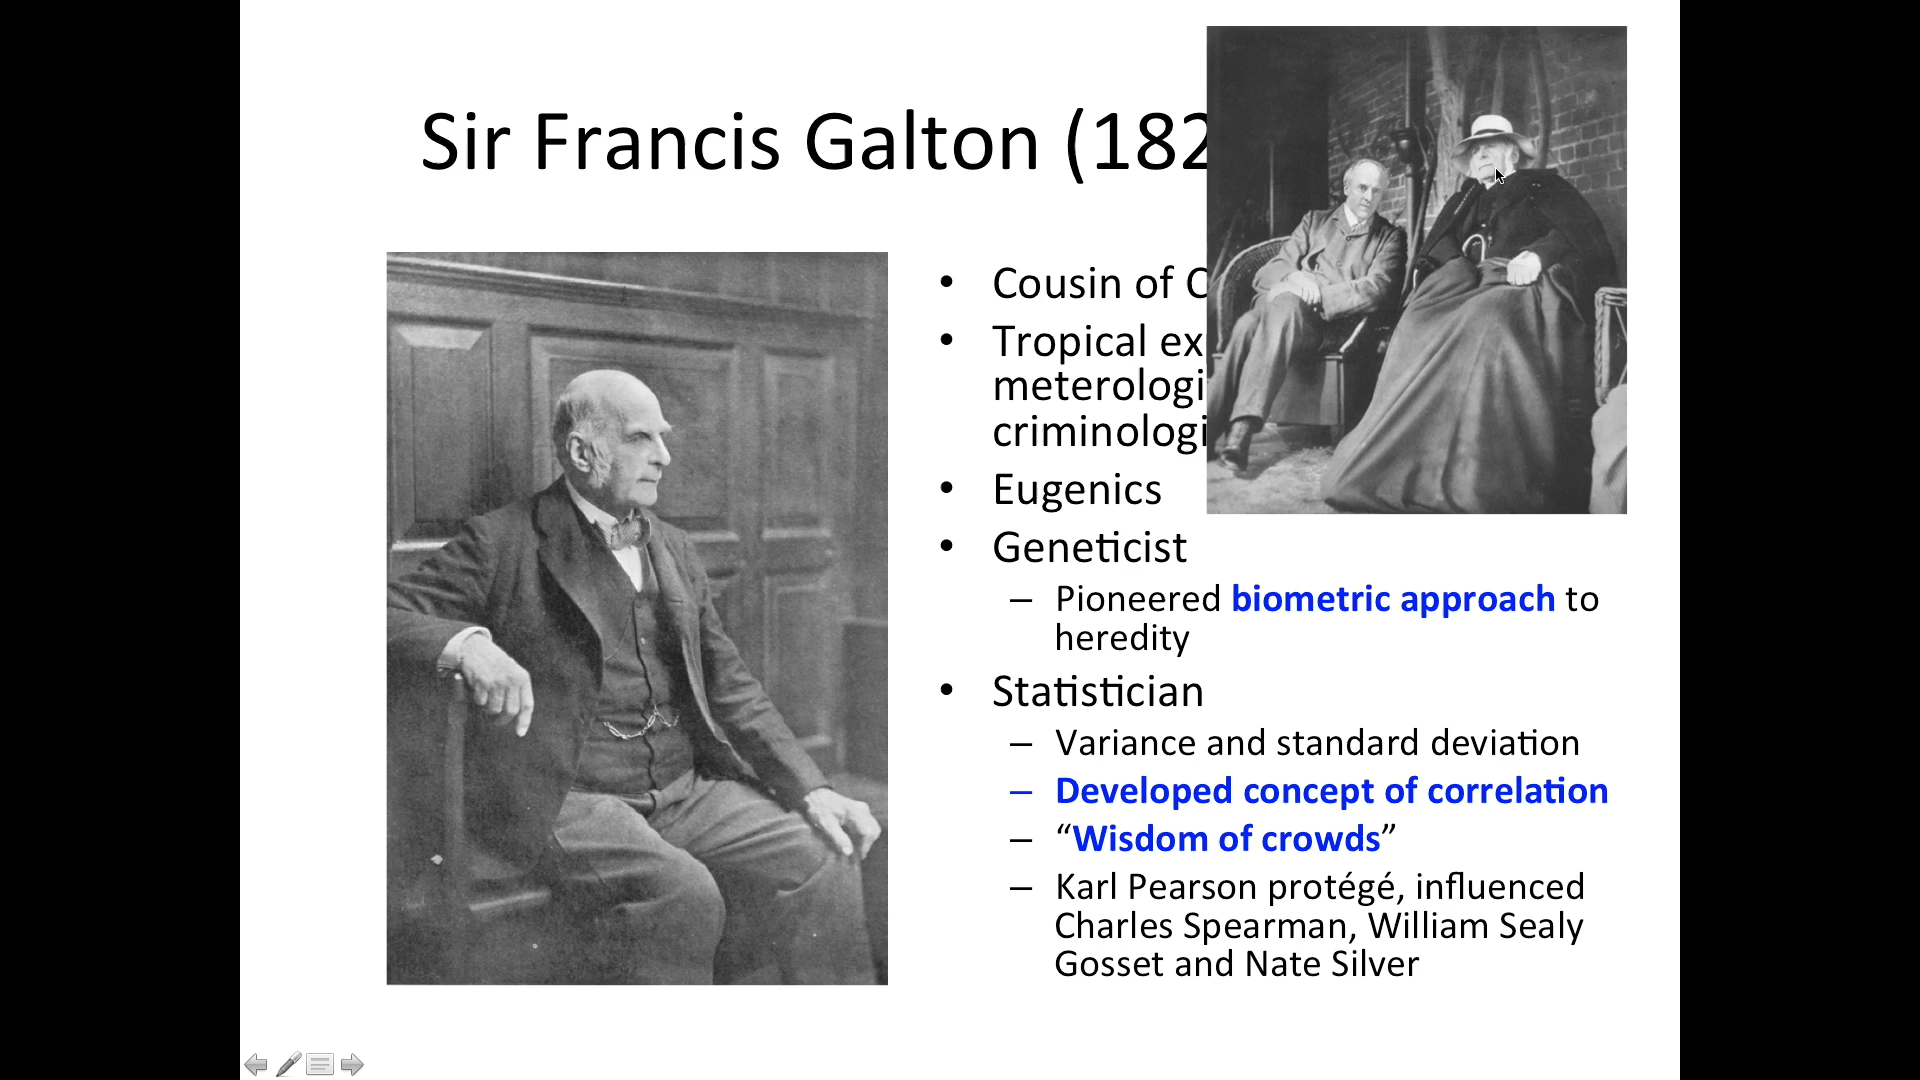 Sir Francis Galton (182
• Cousin of C
• Tropical ex
meterologi
criminologi
• Eugenics
• Geneticist
– Pioneered biometric approach to
heredity
• Statistician
– Variance and standard deviation
– Developed concept of correlation
– “Wisdom of crowds”
– Karl Pearson protégé, influenced
Charles Spearman, William Sealy
Gosset and Nate Silver